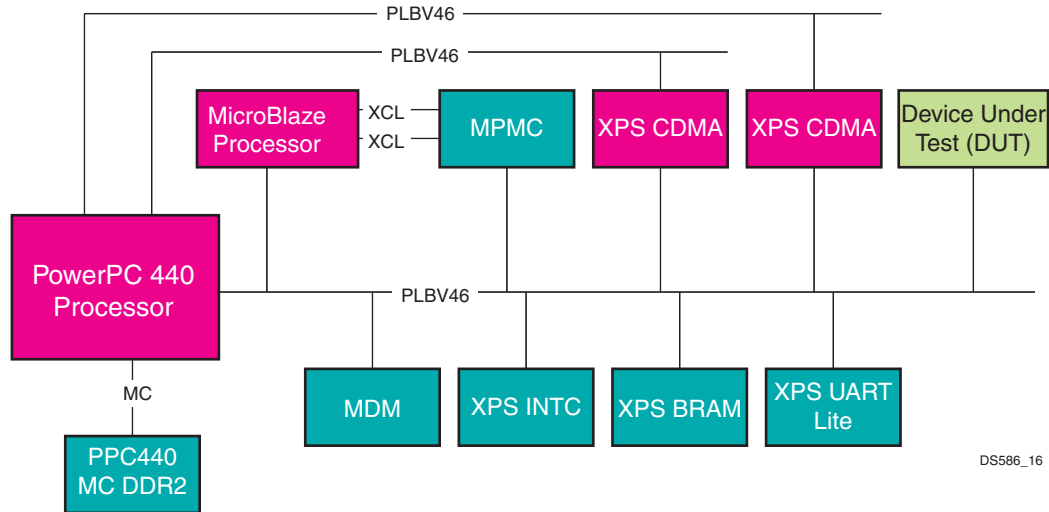 PLBV46
PLBV46
MicroBlaze
Processor
XCL
XCL
MPMC
XPS CDMA
XPS CDMA
Device Under
Test (DUT)
PowerPC 440
Processor
PLBV46
MC
MDM
XPS INTC
XPS BRAM
XPS UART
Lite
PPC440
MC DDR2
DS586_16